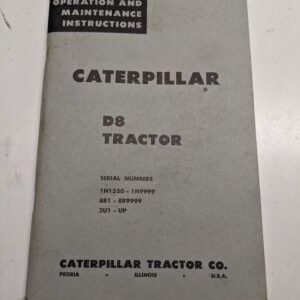 OPERATION AND
MAINTENANCE
INSTRUCTIONS
CATERPILLAR
D8
TRACTOR
SERIAL NUMBERS
1H1350 - 1H9999
8R1 - 8R9999
2U1 - UP
CATERPILLAR TRACTOR CO.
PEORIA • ILLINOIS • U.S.A.